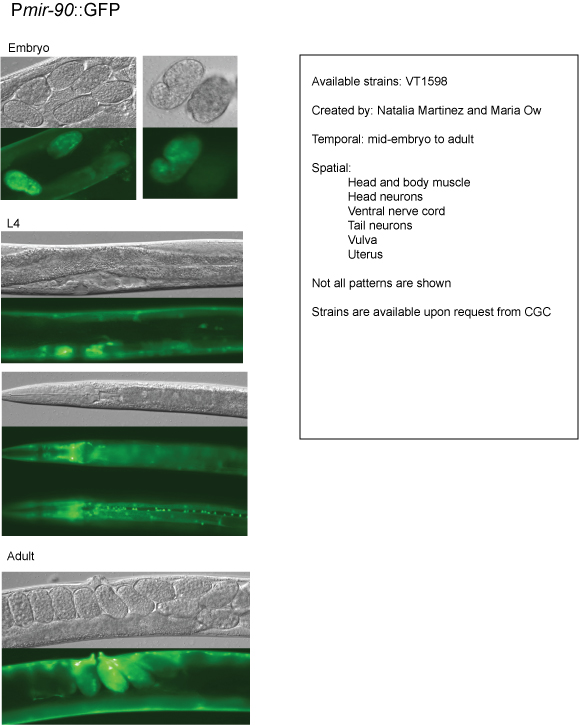 Pmir-90::GFP
Embryo
L4
Adult
Available strains: VT1598
Created by: Natalia Martinez and Maria Ow
Temporal: mid-embryo to adult
Spatial:
Head and body muscle
Head neurons
Ventral nerve cord
Tail neurons
Vulva
Uterus
Not all patterns are shown
Strains are available upon request from CGC